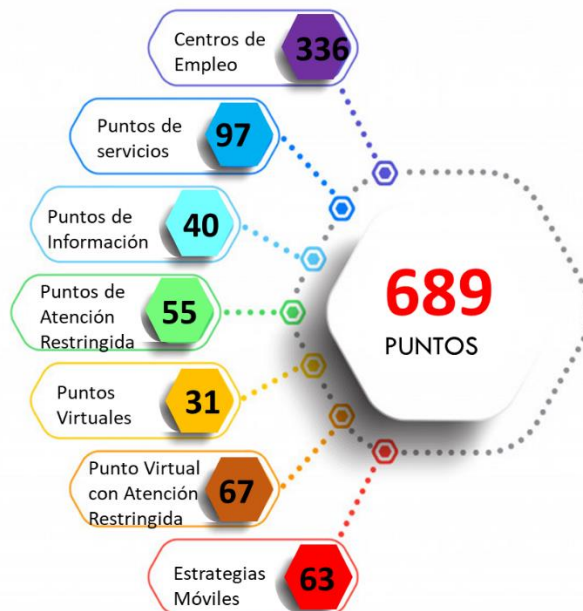 Centros de
Empleo
336
Puntos de
servicios
97
Puntos de
Información
40
Puntos de
Atención
Restringida
55
Puntos
Virtuales
31
Punto Virtual
con Atención
Restringida
67
Estrategias
Móviles
63
689
PUNTOS